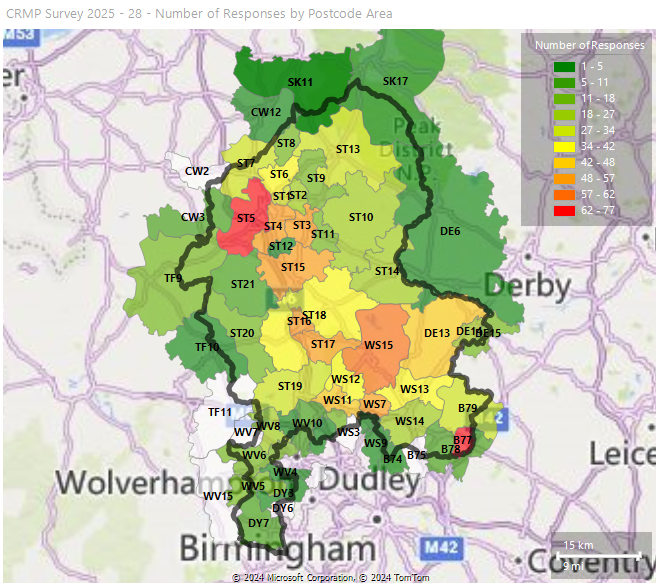 CRMP Survey 2025 - 28 - Number of Responses by Postcode Area
M53
Number of Responses
1 - 5
5 - 11
11 - 18
18 - 27
27 - 34
34 - 42
42 - 48
48 - 57
57 - 62
62 - 77
er
SK11
SK17
CW12
Peak
District
N.P.
ST8
ST13
ST7
CW2
ST6
ST9
ST1
ST2
CW3
ST5
ST4
ST3
ST10
ST11
DE6
ST12
ST15
ST14
TF9
ST21
Derby
M6
ST18
ST16
ST20
ST17
WS15
DE13
DE14
DE15
TF10
WS12
ST19
WS13
WS11
WS7
B79
TF11
WV7
WV8
WV10
WS3
WS14
M42
WS9
B77
B78
B75
B74
Leice
WV6
WV4
Wolverham
WV5
DY3
Dudley
WV15
DY6
DY7
Birmingham
M42
Coventry
15 km
9 mi
© 2024 Microsoft Corporation, © 2024 TomTom